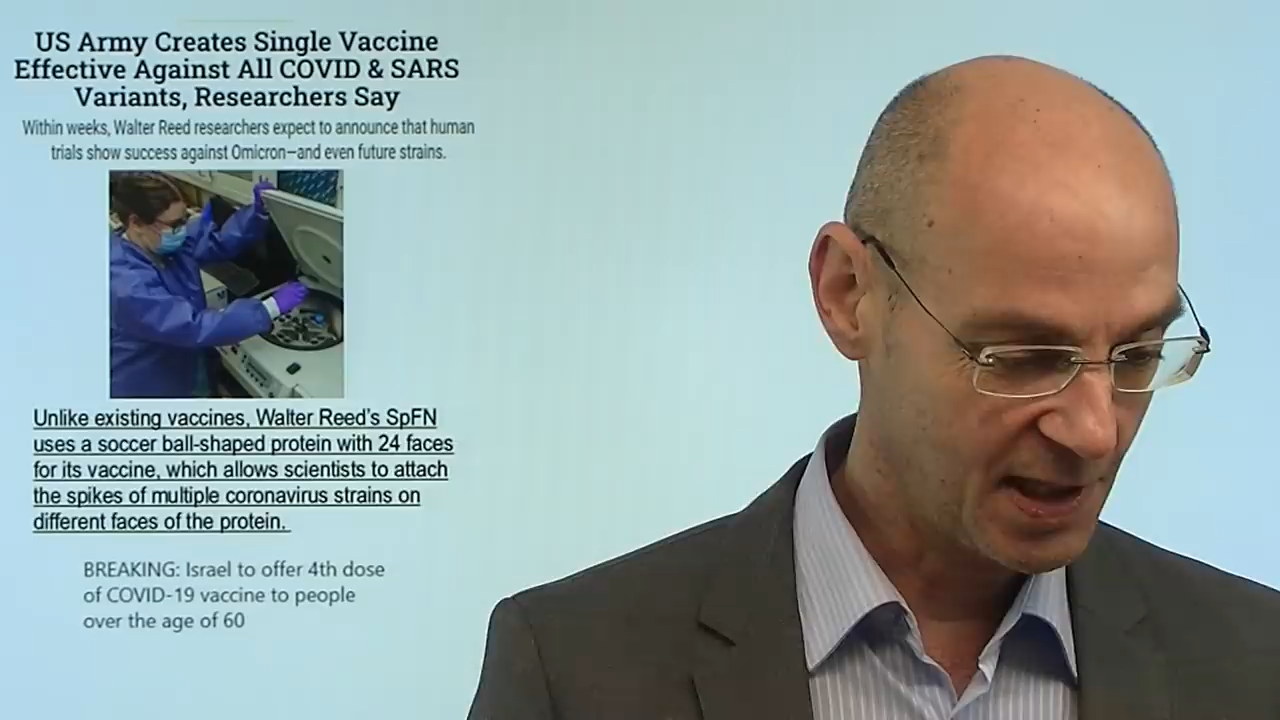 US Army Creates Single Vaccine
Effective Against All COVID & SARS
Variants, Researchers Say
Within weeks, Walter Reed researchers expect to announce that human
trials show success against Omicron—and even future strains.
Unlike existing vaccines, Walter Reed's SpFN
uses a soccer ball-shaped protein with 24 faces
for its vaccine, which allows scientists to attach
the spikes of multiple coronavirus strains on
different faces of the protein.
BREAKING: Israel to offer 4th dose
of COVID-19 vaccine to people
over the age of 60